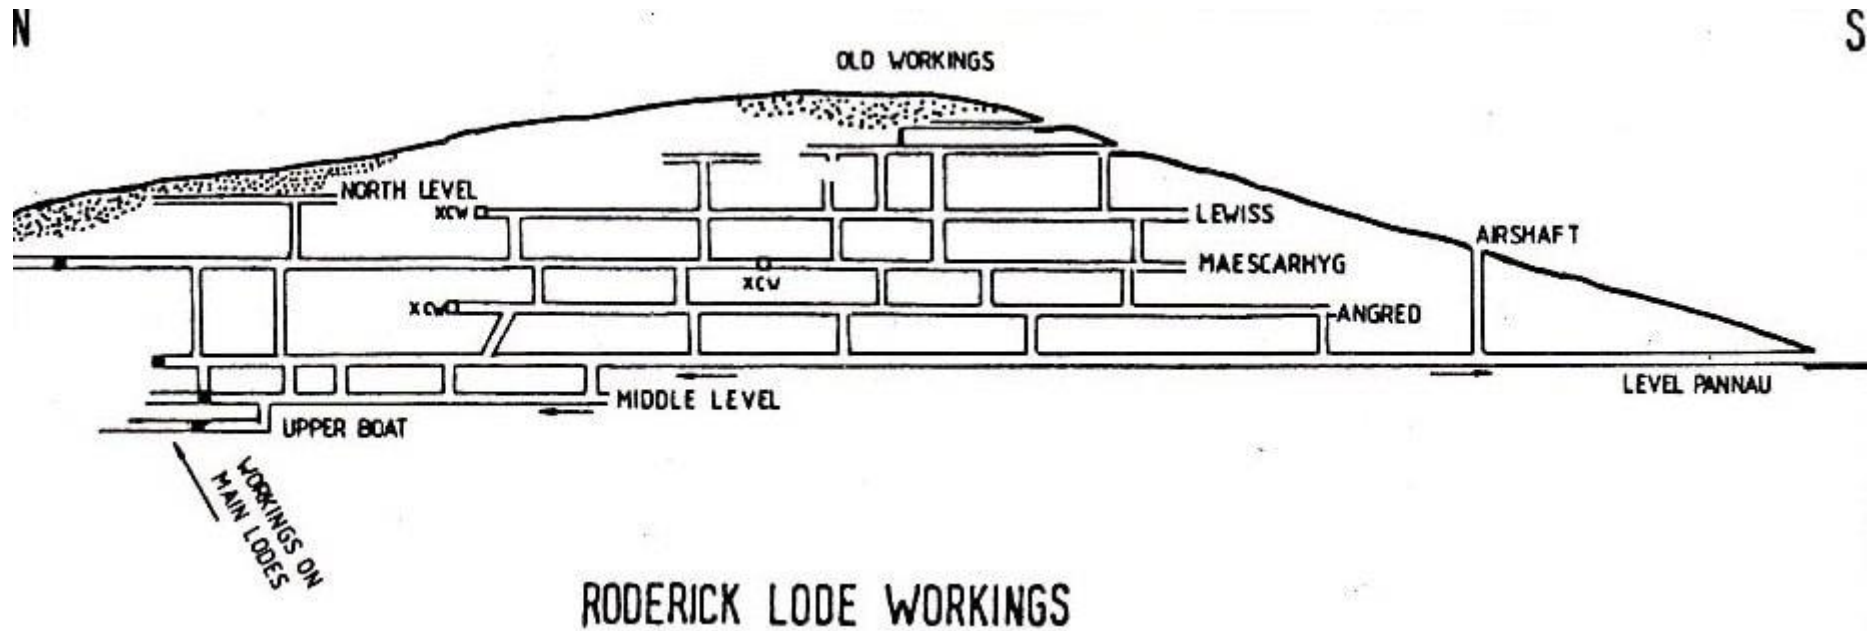 N
S
OLD WORKINGS
NORTH LEVEL
XCW
LEWISS
AIRSHAFT
MAESCARHYG
XCW
XCW
ANGRED
LEVEL PANNAU
MIDDLE LEVEL
UPPER BOAT
WORKINGS ON
MAIN LODES
RODERICK LODE WORKINGS